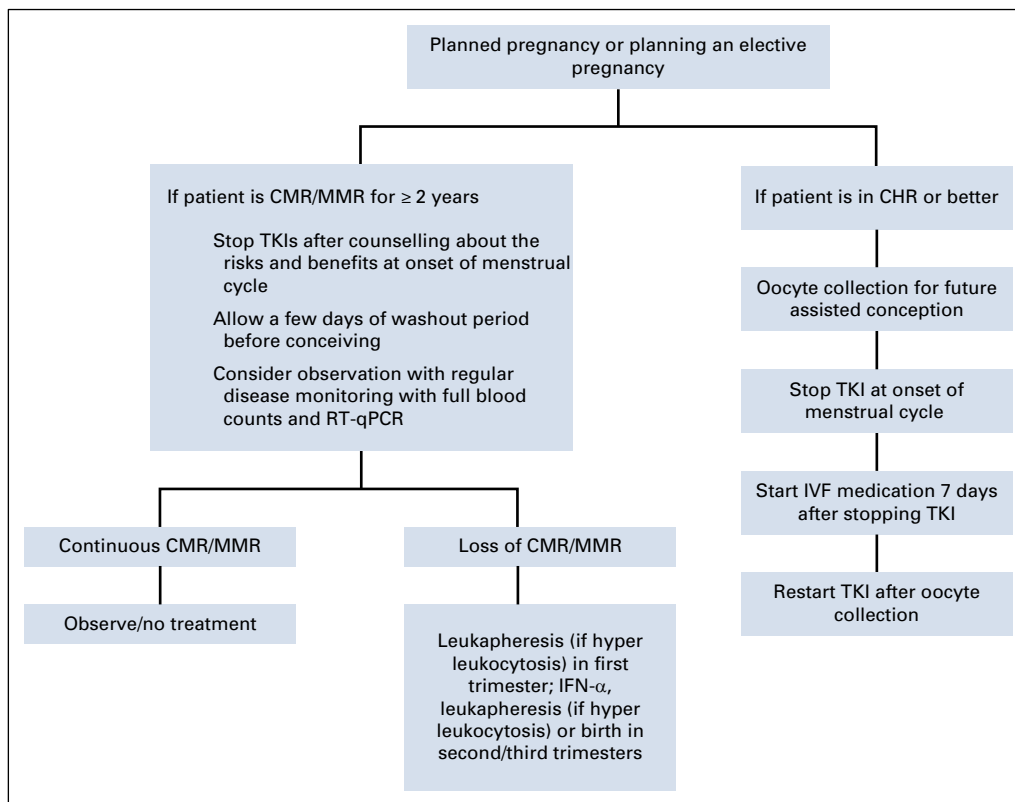 Planned pregnancy or planning an elective
pregnancy
If patient is CMR/MMR for ≥ 2 years
Stop TKIs after counselling about the
risks and benefits at onset of menstrual
cycle
Allow a few days of washout period
before conceiving
Consider observation with regular
disease monitoring with full blood
counts and RT-qPCR
Continuous CMR/MMR
Observe/no treatment
Loss of CMR/MMR
Leukapheresis (if hyper
leukocytosis) in first
trimester; IFN-α,
leukapheresis (if hyper
leukocytosis) or birth in
second/third trimesters
If patient is in CHR or better
Oocyte collection for future
assisted conception
Stop TKI at onset of
menstrual cycle
Start IVF medication 7 days
after stopping TKI
Restart TKI after oocyte
collection